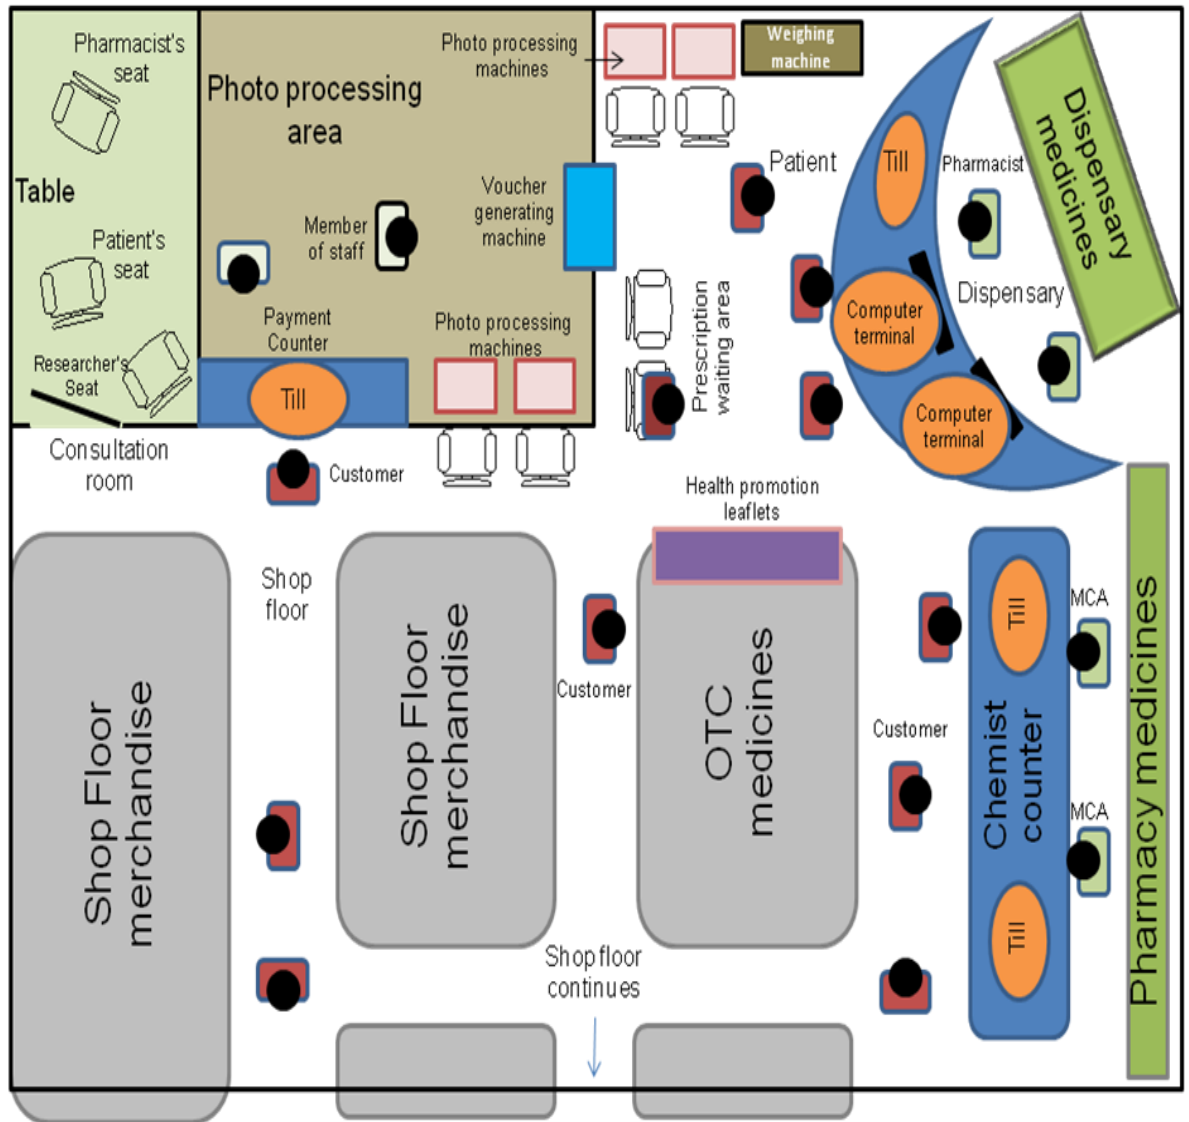 Pharmacist's
seat
Table
Patient's
seat
Researcher's
Seat
Consultation
room
Photo processing
area
Member
of staff
Payment
Counter
Till
Customer
Photo processing
machines
Voucher
generating
machine
Photo processing
machines
Weighing
machine
Patient
Prescription
waiting area
Till
Computer
terminal
Computer
terminal
Pharmacist
Dispensary
Dispensary
medicines
Health promotion
leaflets
Shop
floor
Shop Floor
merchandise
Shop Floor
merchandise
Customer
OTC
medicines
Customer
Till
Chemist
counter
Till
MCA
MCA
Pharmacy medicines
Shop floor
continues